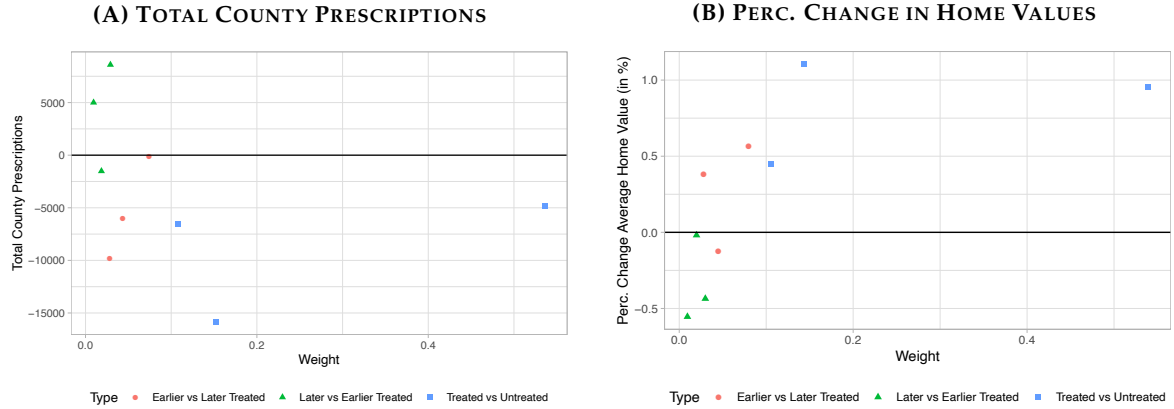 (A) TOTAL COUNTY PRESCRIPTIONS
Total County Prescriptions
5000
0
−5000
−10000
−15000
0.0 0.2 0.4
Weight
Type Earlier vs Later Treated Later vs Earlier Treated Treated vs Untreated
(B) PERC. CHANGE IN HOME VALUES
Perc. Change Average Home Value (in %)
1.0
0.5
0.0
−0.5
0.0 0.2 0.4
Weight
Type Earlier vs Later Treated Later vs Earlier Treated Treated vs Untreated